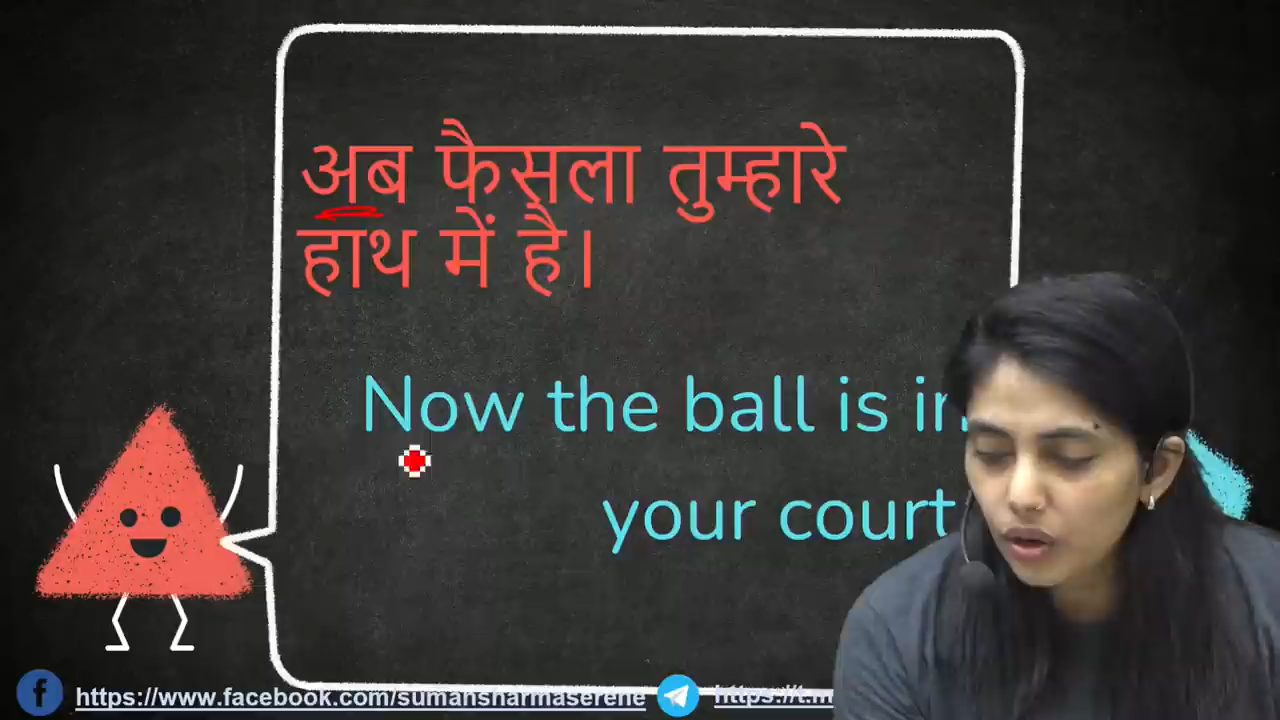 अब फैसला तुम्हारे
हाथ में है।
Now the ball is in
your court
https://www.facebook.com/sumansharmaserene